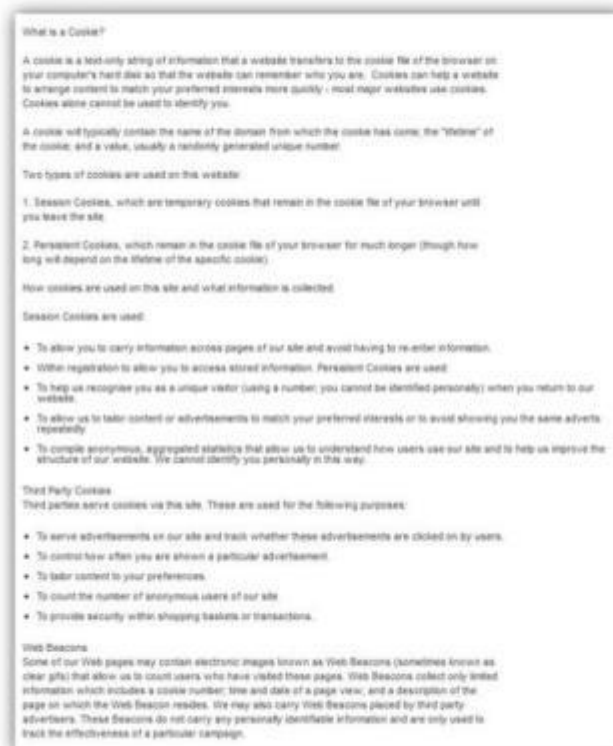 What is a Cookie?
A cookie is a text-only string of information that a website transfers to the cookie file of the browser on
your computer's hard disk so that the website can remember who you are. Cookies can help a website
to arrange content to match your preferred interests more quickly - most major websites use cookies.
Cookies alone cannot be used to identify you.
A cookie will typically contain the name of the domain from which the cookie has come; the "lifetime" of
the cookie; and a value, usually a randomly generated unique number.
Two types of cookies are used on this website:
1. Session Cookies, which are temporary cookies that remain in the cookie file of your browser until
you leave the site.
2. Persistent Cookies, which remain in the cookie file of your browser for much longer (though how
long will depend on the lifetime of the specific cookie).
How cookies are used on this site and what information is collected
Session Cookies are used:
• To allow you to carry information across pages of our site and avoid having to re-enter information.
• Within registration to allow you to access stored information. Persistent Cookies are used:
• To help us recognise you as a unique visitor (using a number, you cannot be identified personally) when you return to our
website.
• To allow us to tailor content or advertisements to match your preferred interests or to avoid showing you the same adverts
repeatedly.
• To compile anonymous, aggregated statistics that allow us to understand how users use our site and to help us improve the
structure of our website. We cannot identify you personally in this way.
Third Party Cookies
Third parties serve cookies via this site. These are used for the following purposes:
• To serve advertisements on our site and track whether these advertisements are clicked on by users.
• To control how often you are shown a particular advertisement.
• To tailor content to your preferences.
• To count the number of anonymous users of our site.
• To provide security within shopping baskets or transactions.
Web Beacons
Some of our Web pages may contain electronic images known as Web Beacons (sometimes known as
clear gifs) that allow us to count users who have visited these pages. Web Beacons collect only limited
information which includes a cookie number; time and date of a page view; and a description of the
page on which the Web Beacon resides. We may also carry Web Beacons placed by third party
advertisers. These Beacons do not carry any personally identifiable information and are only used to
track the effectiveness of a particular campaign.